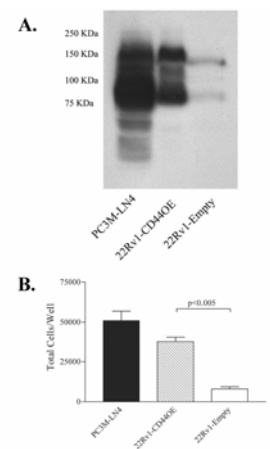 A.
250 KDa
150 KDa
100 KDa
75 KDa
PC3M-LN4
22Rv1-CD44OE
22Rv1-Empty
B.
75000
50000
25000
0
Total Cells/Well
p<0.005
PC3M-LN4
22Rv1-CD44OE
22Rv1-Empty